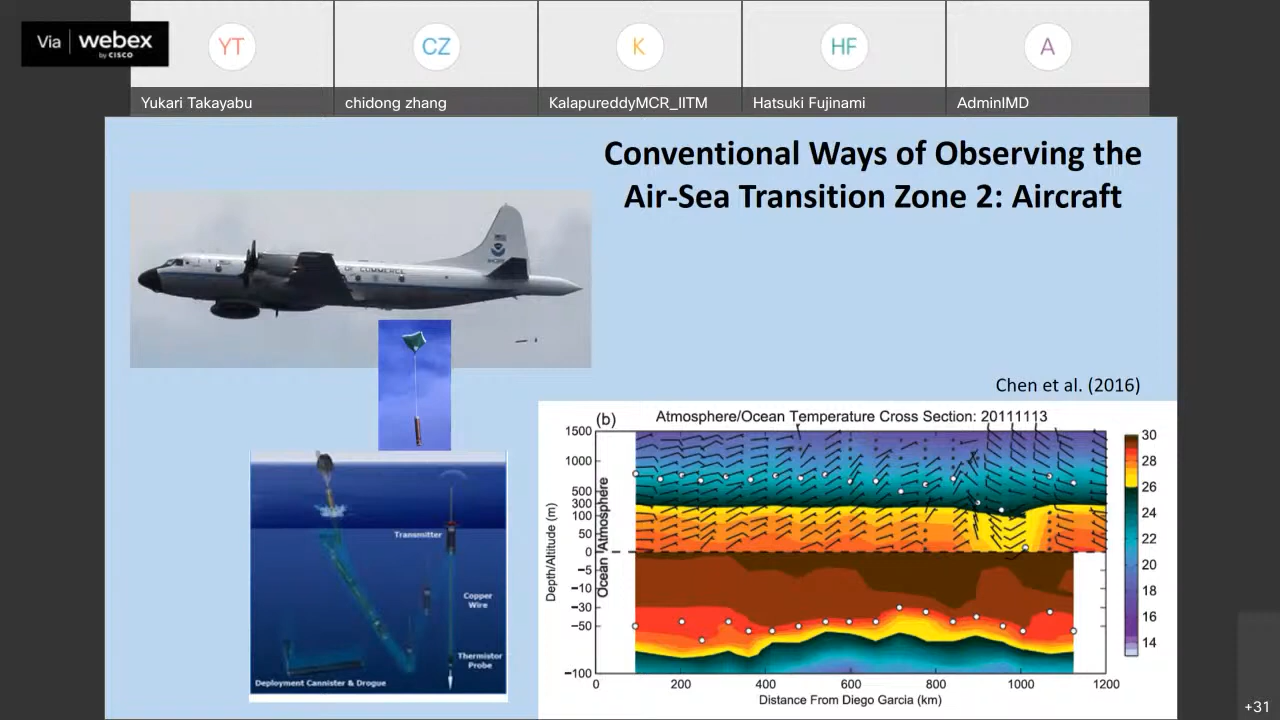 Via webex
by CISCO
YT
CZ
K
HF
A
Yukari Takayabu
chidong zhang
KalapureddyMCR_IITM
Hatsuki Fujinami
AdminIMD
Conventional Ways of Observing the
Air-Sea Transition Zone 2: Aircraft
OF COMMERCE
Chen et al. (2016)
(b)
Atmosphere/Ocean Temperature Cross Section: 20111113
1500
1000
500
300
100
50
0
−5
−10
−30
−50
−100
Depth/Altitude (m)
Ocean Atmosphere
0 200 400 600 800 1000 1200
Distance From Diego Garcia (km)
30
28
26
24
22
20
18
16
14
Transmitter
Copper
Wire
Thermistor
Probe
Deployment Cannister & Drogue
+31